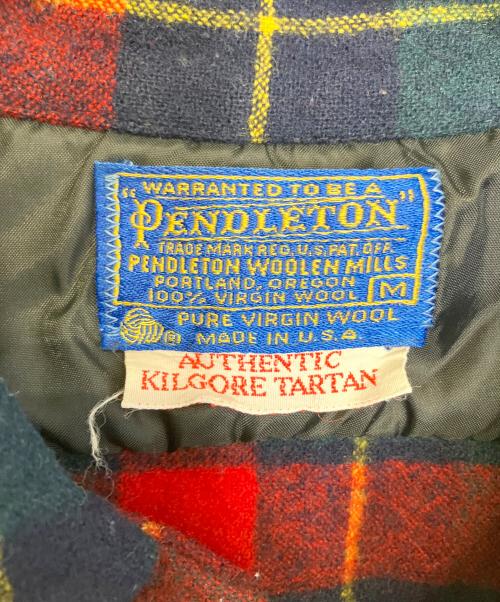 WARRANTED TO BE A
"PENDLETON"
TRADE MARK REG. U.S. PAT. OFF.
PENDLETON WOOLEN MILLS
PORTLAND, OREGON
100% VIRGIN WOOL M
® PURE VIRGIN WOOL
MADE IN U.S.A.
AUTHENTIC
KILGORE TARTAN